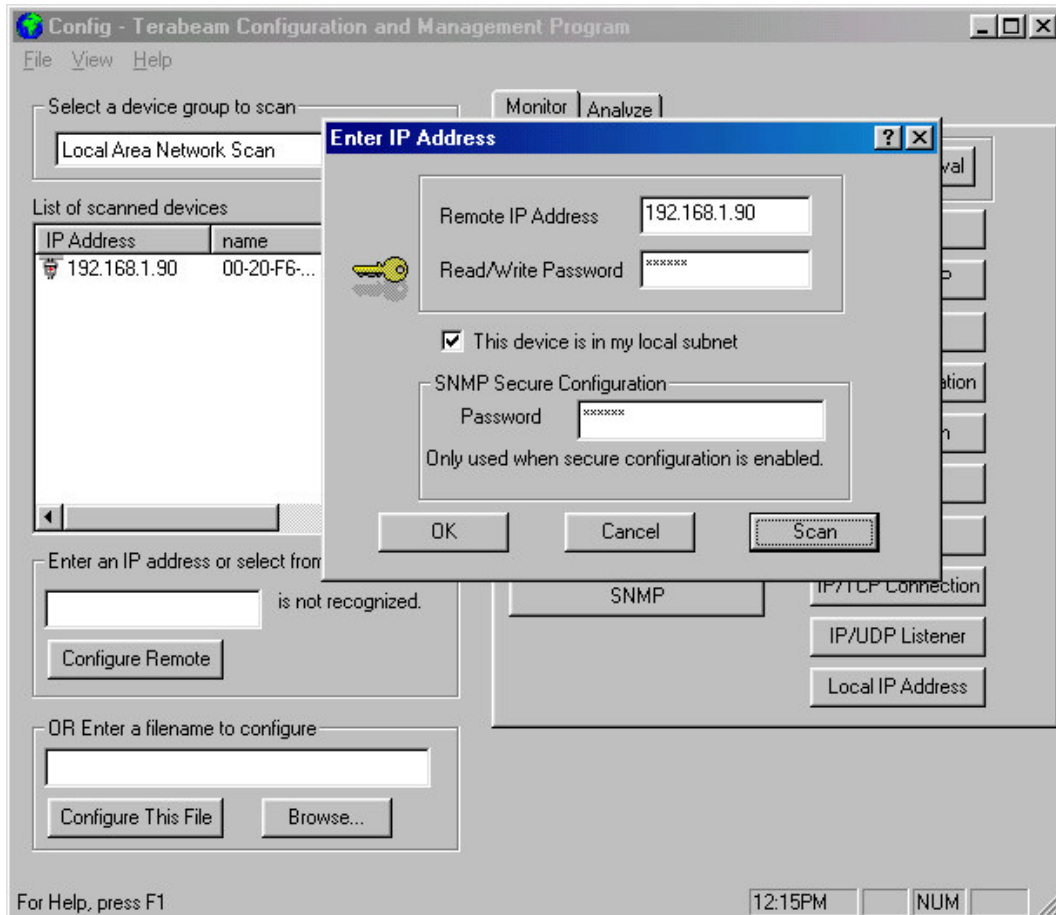 Config - Terabeam Configuration and Management Program
File View Help
Select a device group to scan
Local Area Network Scan
List of scanned devices
IP Address name
192.168.1.90 00-20-F6-...
Enter an IP address or select from
is not recognized.
Configure Remote
OR Enter a filename to configure
Configure This File Browse...
Monitor Analyze
Enter IP Address
Remote IP Address 192.168.1.90
Read/Write Password ××××××
This device is in my local subnet
SNMP Secure Configuration
Password ××××××
Only used when secure configuration is enabled.
OK Cancel Scan
SNMP
IP/TCP Connection
IP/UDP Listener
Local IP Address
For Help, press F1 12:15PM NUM